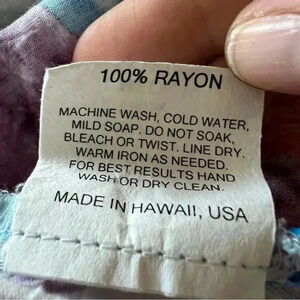 100% RAYON
MACHINE WASH, COLD WATER,
MILD SOAP. DO NOT SOAK,
BLEACH OR TWIST. LINE DRY.
WARM IRON AS NEEDED.
FOR BEST RESULTS HAND
WASH OR DRY CLEAN.
MADE IN HAWAII, USA